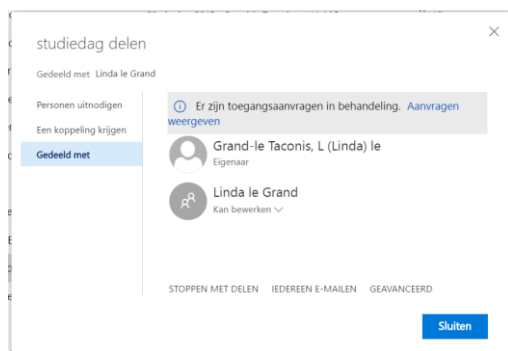 studiedag delen
Gedeeld met Linda le Grand
Personen uitnodigen
Een koppeling krijgen
Gedeeld met
Er zijn toegangsaanvragen in behandeling. Aanvragen
weergeven
Grand-le Taconis, L (Linda) le
Eigenaar
Linda le Grand
Kan bewerken
STOPPEN MET DELEN IEDEREEN E-MAILEN GEAVANCEERD
Sluiten